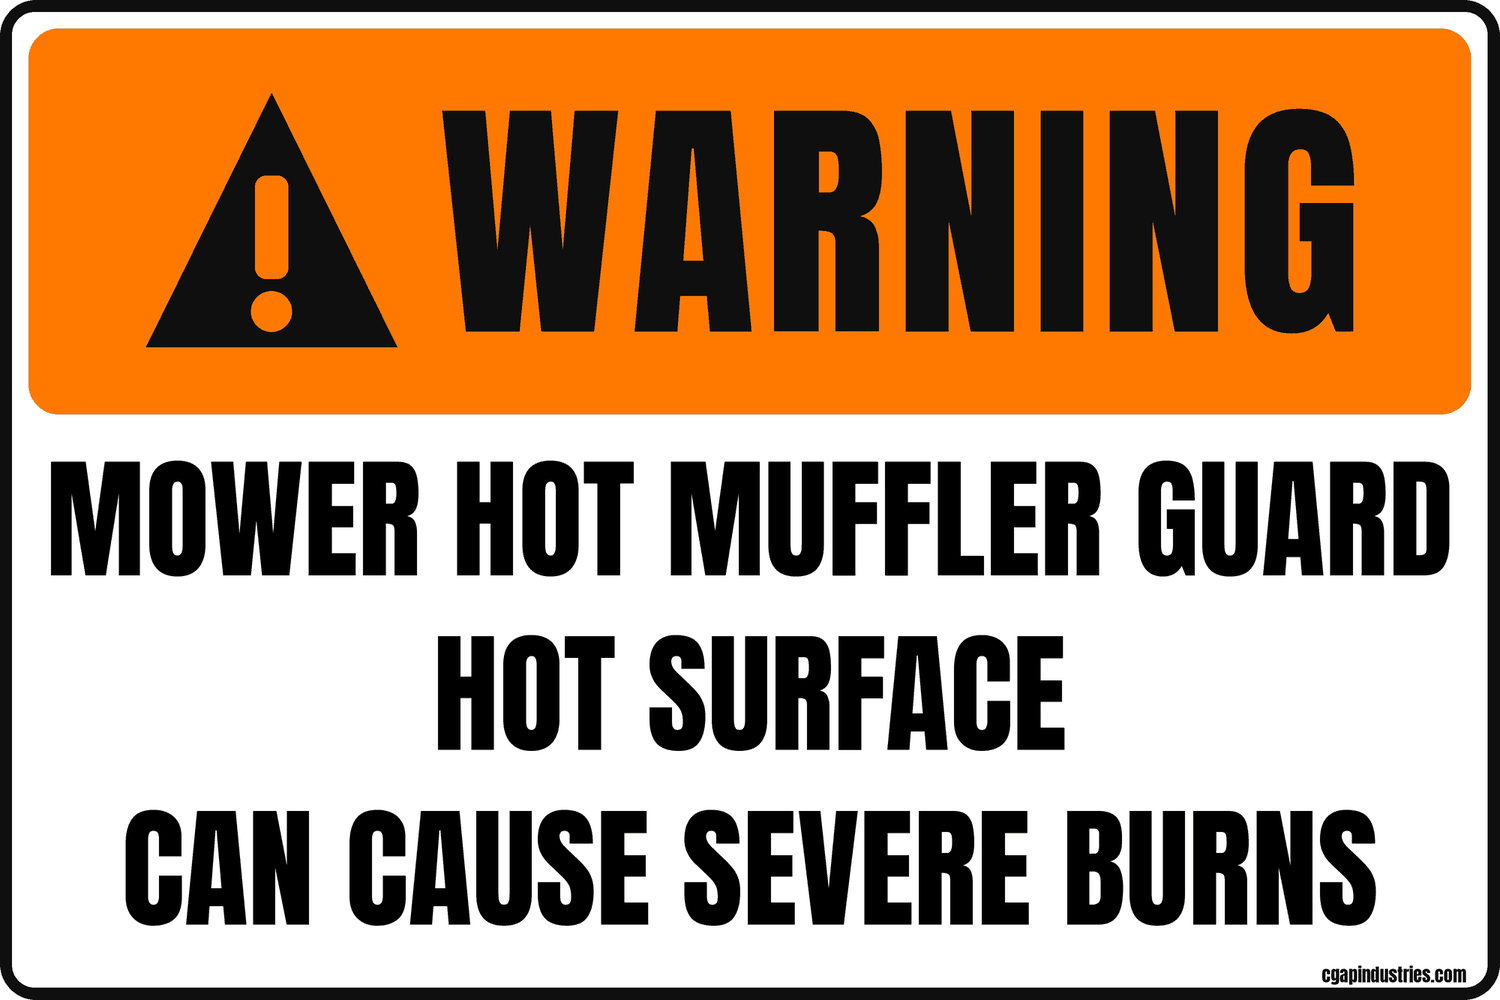 WARNING
MOWER HOT MUFFLER GUARD
HOT SURFACE
CAN CAUSE SEVERE BURNS
cgapindustries.com